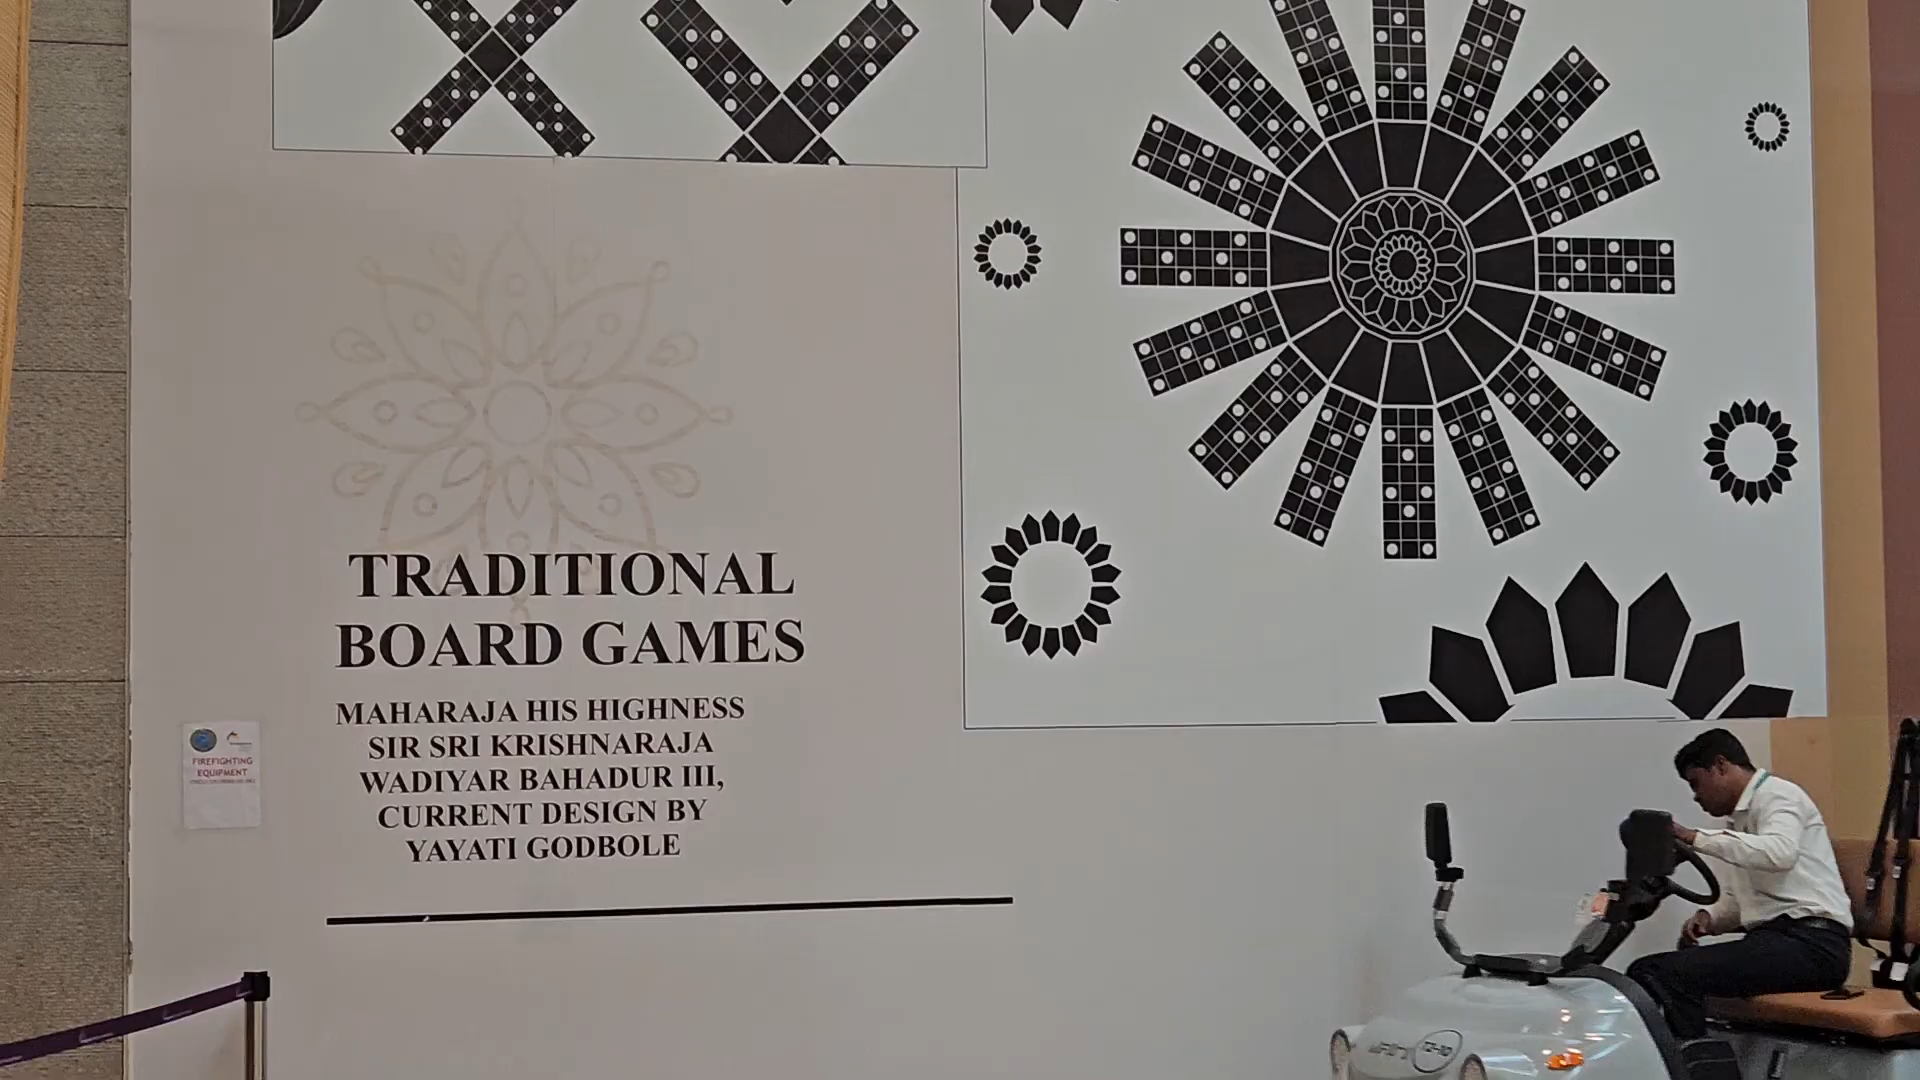 TRADITIONAL
BOARD GAMES
MAHARAJA HIS HIGHNESS
SIR SRI KRISHNARAJA
WADIYAR BAHADUR III,
CURRENT DESIGN BY
YAYATI GODBOLE
FIREFIGHTING
EQUIPMENT